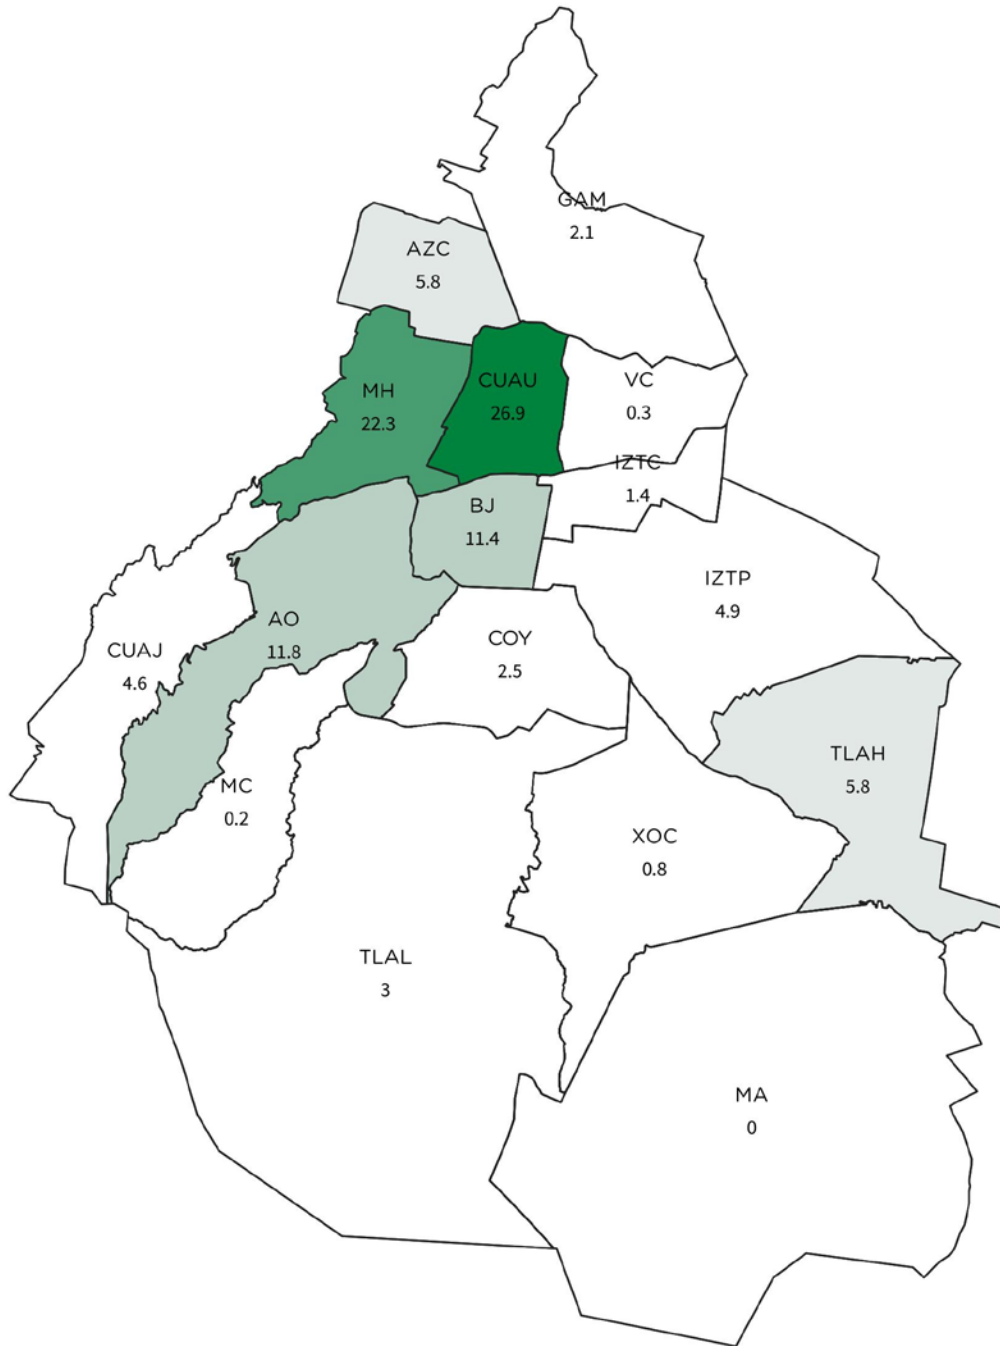 GAM
2.1
AZC
5.8
MH
22.3
CUAU
26.9
VC
0.3
IZTC
1.4
BJ
11.4
IZTP
4.9
AO
11.8
COY
2.5
CUAJ
4.6
TLAH
5.8
MC
0.2
XOC
0.8
TLAL
3
MA
0